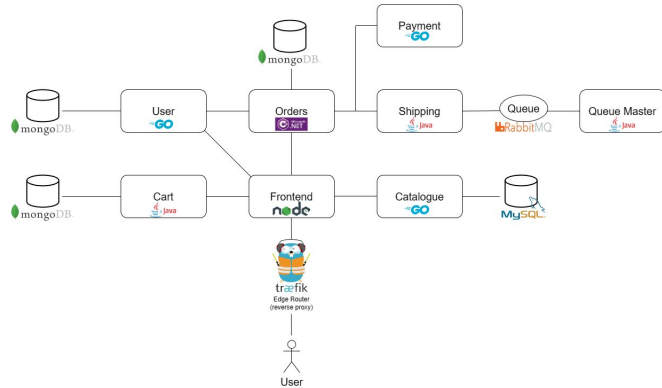 Payment
GO
mongoDB
User
GO
Orders
Microsoft
.NET
Shipping
Java
Queue
RabbitMQ
Queue Master
Java
mongoDB
Cart
Java
Frontend
node
Catalogue
GO
mongoDB
MySQL
træfik
Edge Router
(reverse proxy)
User